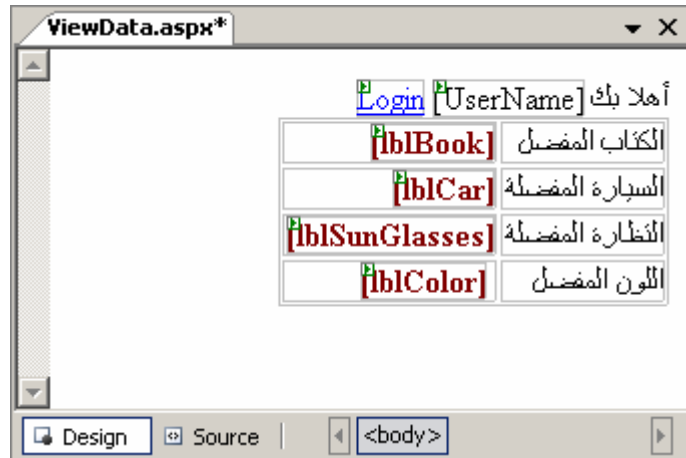 ViewData.aspx*
أهلا بك [UserName] Login
الكتاب المفضل [lblBook]
السيارة المفضلة [lblCar]
النظارة المفضلة [lblSunGlasses]
اللون المفضل [lblColor]
Design Source <body>